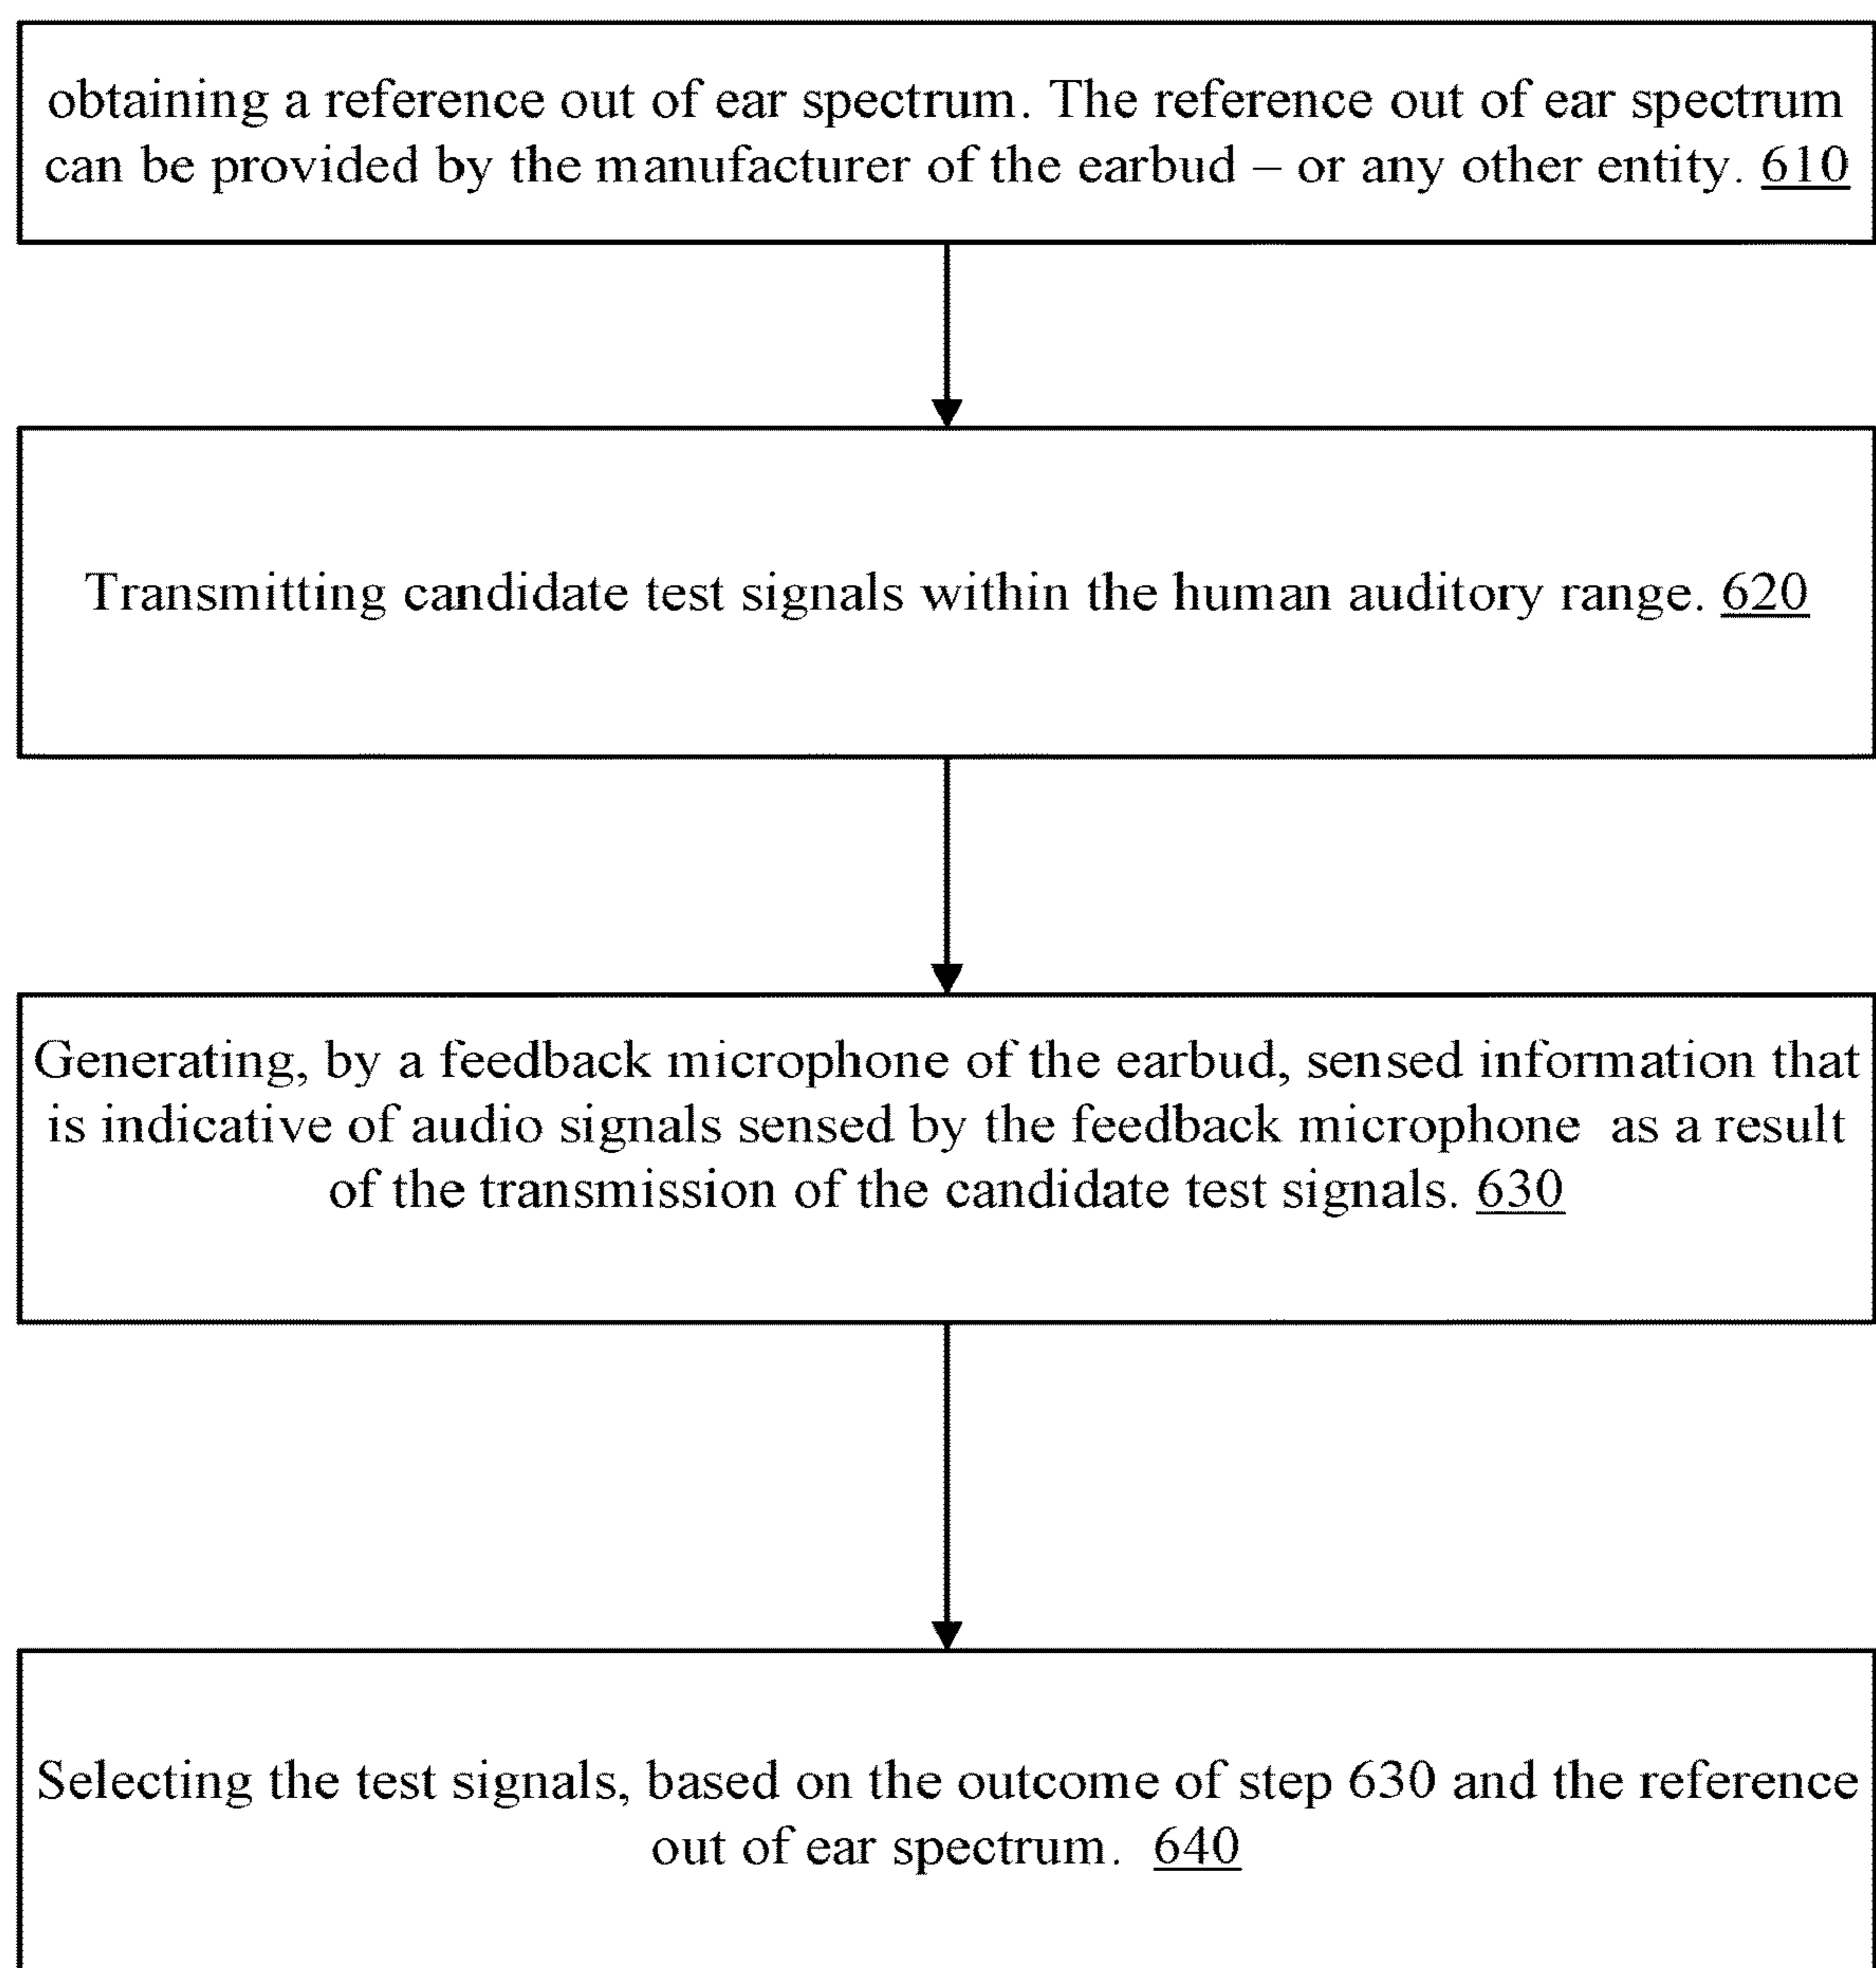 obtaining a reference out of ear spectrum. The reference out of ear spectrum
can be provided by the manufacturer of the earbud – or any other entity. 610
Transmitting candidate test signals within the human auditory range. 620
Generating, by a feedback microphone of the earbud, sensed information that
is indicative of audio signals sensed by the feedback microphone  as a result
of the transmission of the candidate test signals. 630
Selecting the test signals, based on the outcome of step 630 and the reference
out of ear spectrum.  640